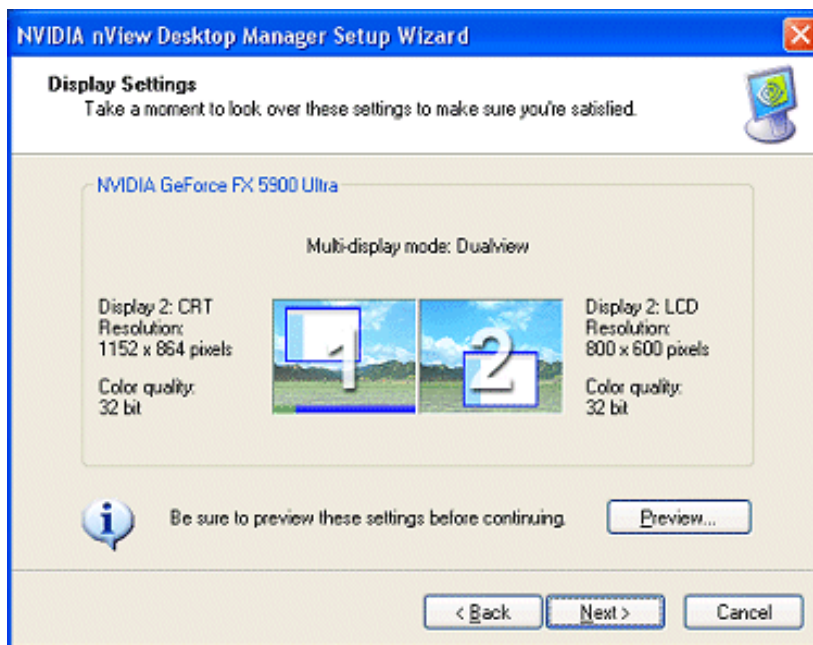 NVIDIA nView Desktop Manager Setup Wizard
Display Settings
Take a moment to look over these settings to make sure you're satisfied.
NVIDIA GeForce FX 5900 Ultra
Multi-display mode: Dualview
Display 2: CRT
Resolution:
1152 x 864 pixels
Color quality:
32 bit
1
2
Display 2: LCD
Resolution:
800 x 600 pixels
Color quality:
32 bit
Be sure to preview these settings before continuing.
Preview...
< Back
Next >
Cancel